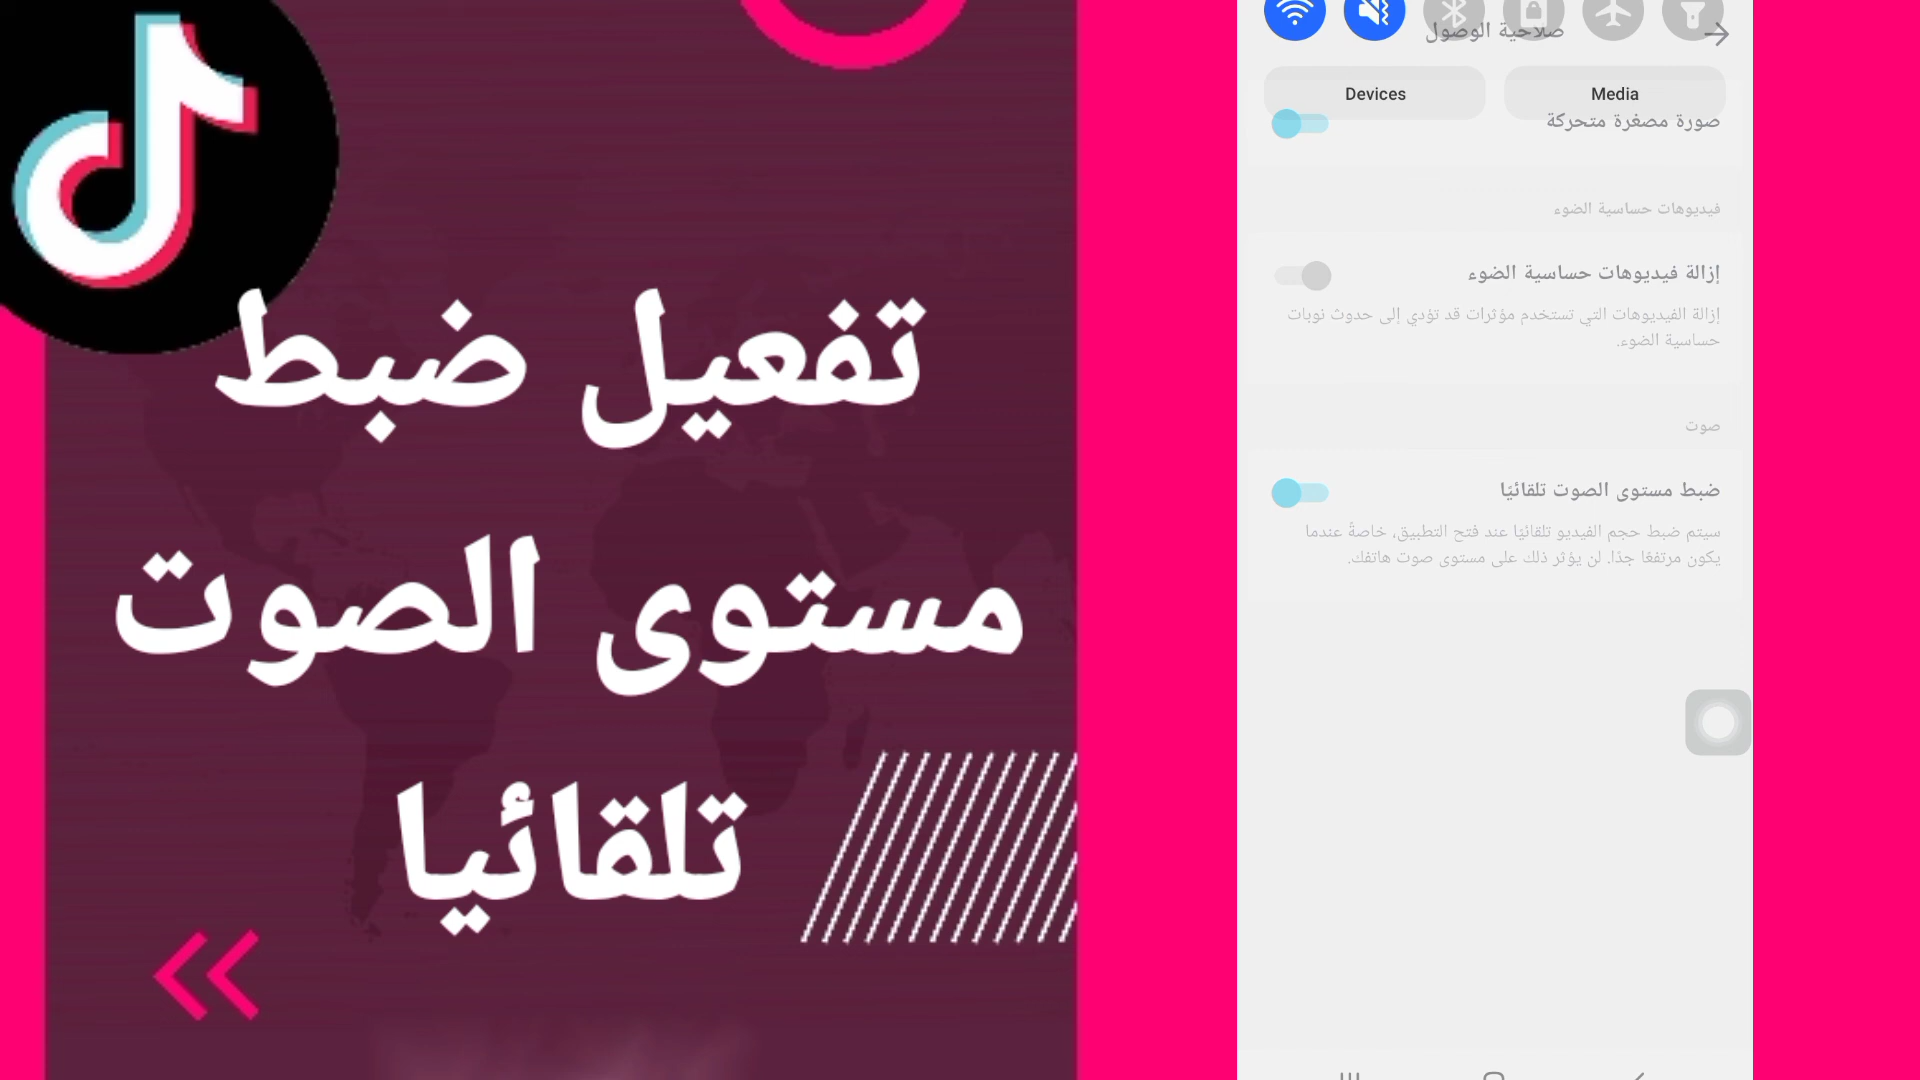 تفعيل ضبط
مستوى الصوت
تلقائيا
صلاحية الوصول
Devices
Media
صورة مصغرة متحركة
فيديوهات حساسية الضوء
إزالة فيديوهات حساسية الضوء
إزالة الفيديوهات التي تستخدم مؤثرات قد تؤدي إلى حدوث نوبات
حساسية الضوء.
صوت
ضبط مستوى الصوت تلقائيًا
سيتم ضبط حجم الفيديو تلقائيًا عند فتح التطبيق، خاصةً عندما
يكون مرتفعًا جدًا. لن يؤثر ذلك على مستوى صوت هاتفك.